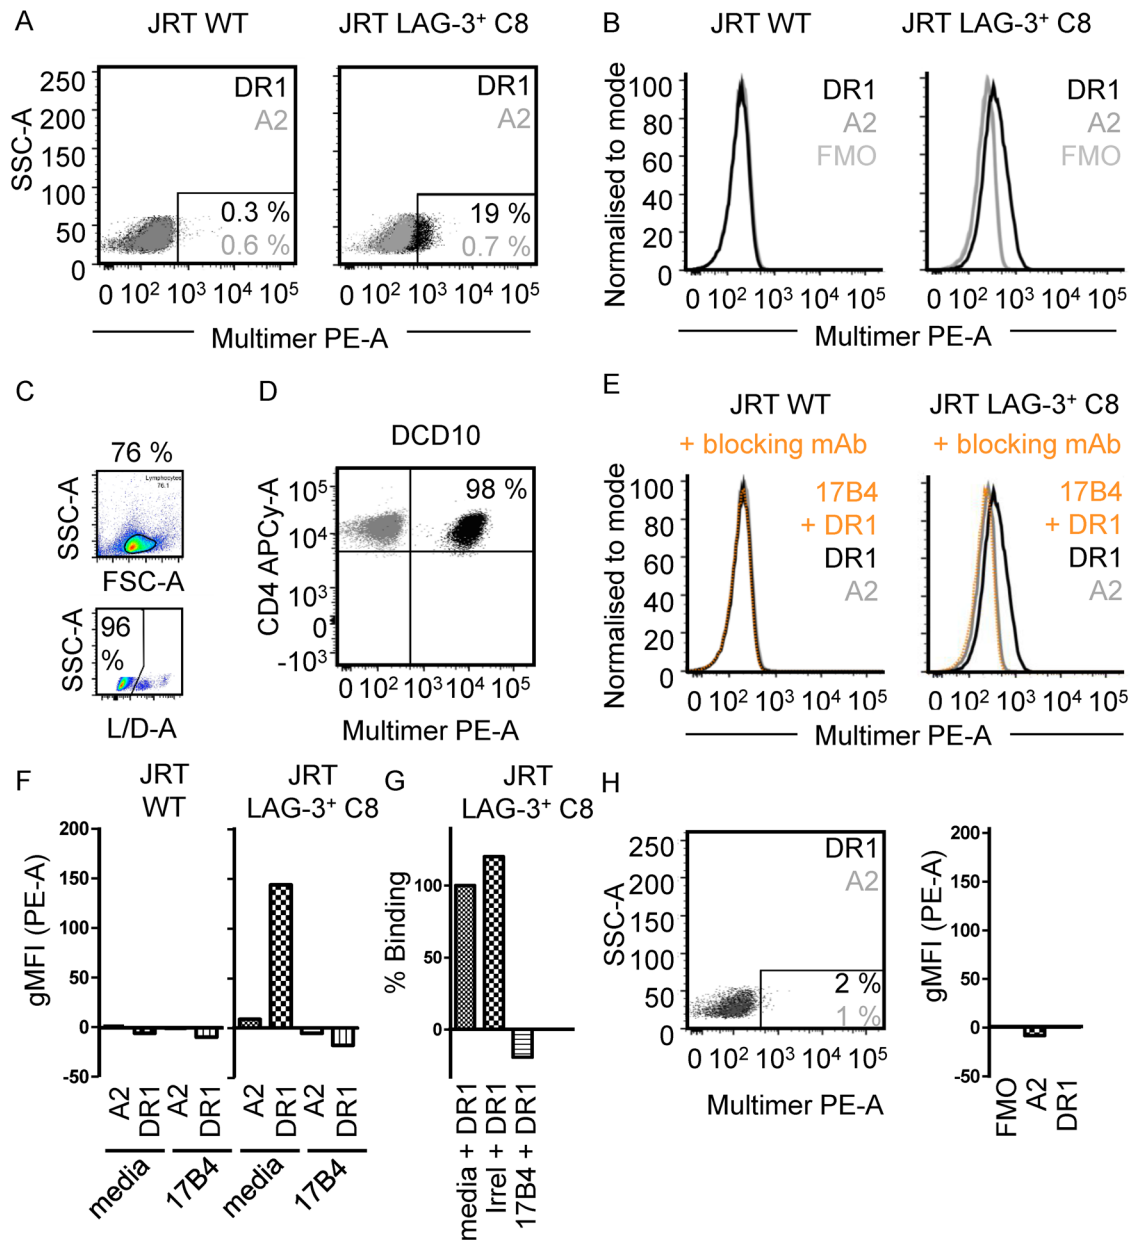 A
JRT WT
JRT LAG-3⁺ C8
SSC-A
250
200
150
100
50
0
DR1
A2
0.3 %
0.6 %
DR1
A2
19 %
0.7 %
0 10² 10³ 10⁴ 10⁵
0 10² 10³ 10⁴ 10⁵
Multimer PE-A
B
JRT WT
JRT LAG-3⁺ C8
Normalised to mode
100
80
60
40
20
0
DR1
A2
FMO
DR1
A2
FMO
0 10² 10³ 10⁴ 10⁵
0 10² 10³ 10⁴ 10⁵
Multimer PE-A
C
76 %
SSC-A
Lymphocytes
76.1
FSC-A
SSC-A
96
%
L/D-A
D
DCD10
CD4 APCy-A
10⁵
10⁴
10³
0
-10³
98 %
0 10² 10³ 10⁴ 10⁵
Multimer PE-A
E
JRT WT
JRT LAG-3⁺ C8
+ blocking mAb
+ blocking mAb
Normalised to mode
100
80
60
40
20
0
17B4
+ DR1
DR1
A2
17B4
+ DR1
DR1
A2
0 10² 10³ 10⁴ 10⁵
0 10² 10³ 10⁴ 10⁵
Multimer PE-A
F
JRT
WT
JRT
LAG-3⁺ C8
gMFI (PE-A)
200
150
100
50
0
-50
A2
DR1
A2
DR1
A2
DR1
A2
DR1
media
17B4
media
17B4
G
JRT
LAG-3⁺ C8
% Binding
100
0
media + DR1
Irrel + DR1
17B4 + DR1
H
SSC-A
250
200
150
100
50
0
DR1
A2
2 %
1 %
0 10² 10³ 10⁴ 10⁵
Multimer PE-A
gMFI (PE-A)
200
150
100
50
0
-50
FMO
A2
DR1